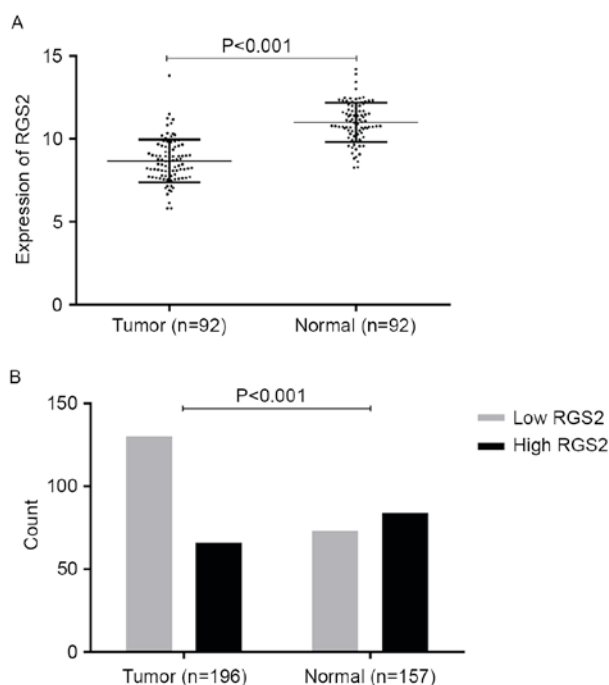 A
P<0.001
15
10
5
0
Expression of RGS2
Tumor (n=92) Normal (n=92)
B
P<0.001
150
100
50
0
Count
Low RGS2
High RGS2
Tumor (n=196) Normal (n=157)